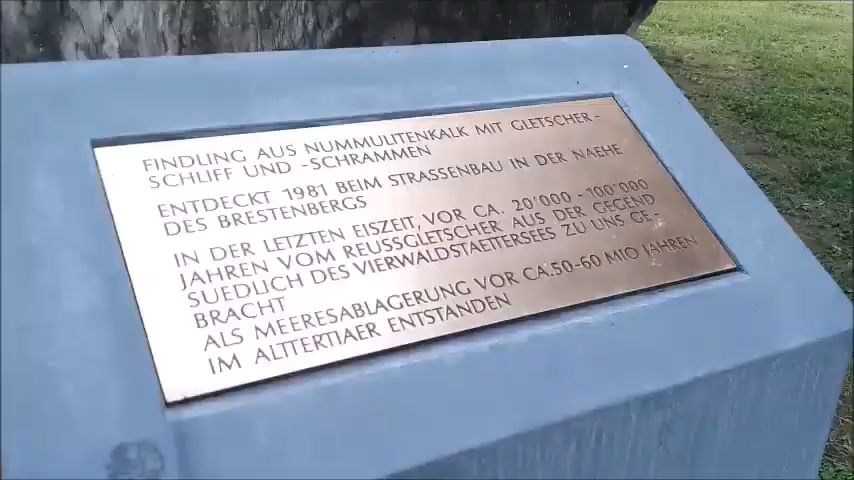 FINDLING AUS NUMMULITENKALK MIT GLETSCHER-
SCHLIFF UND -SCHRAMMEN
ENTDECKT 1981 BEIM STRASSENBAU IN DER NAEHE
DES BRESTENBERGS
IN DER LETZTEN EISZEIT, VOR CA. 20'000 - 100'000
JAHREN VOM REUSSGLETSCHER AUS DER GEGEND
SUEDLICH DES VIERWALDSTAETTERSEES ZU UNS GE-
BRACHT
ALS MEERESABLAGERUNG VOR CA. 50-60 MIO JAHREN
IM ALTTERTIAER ENTSTANDEN